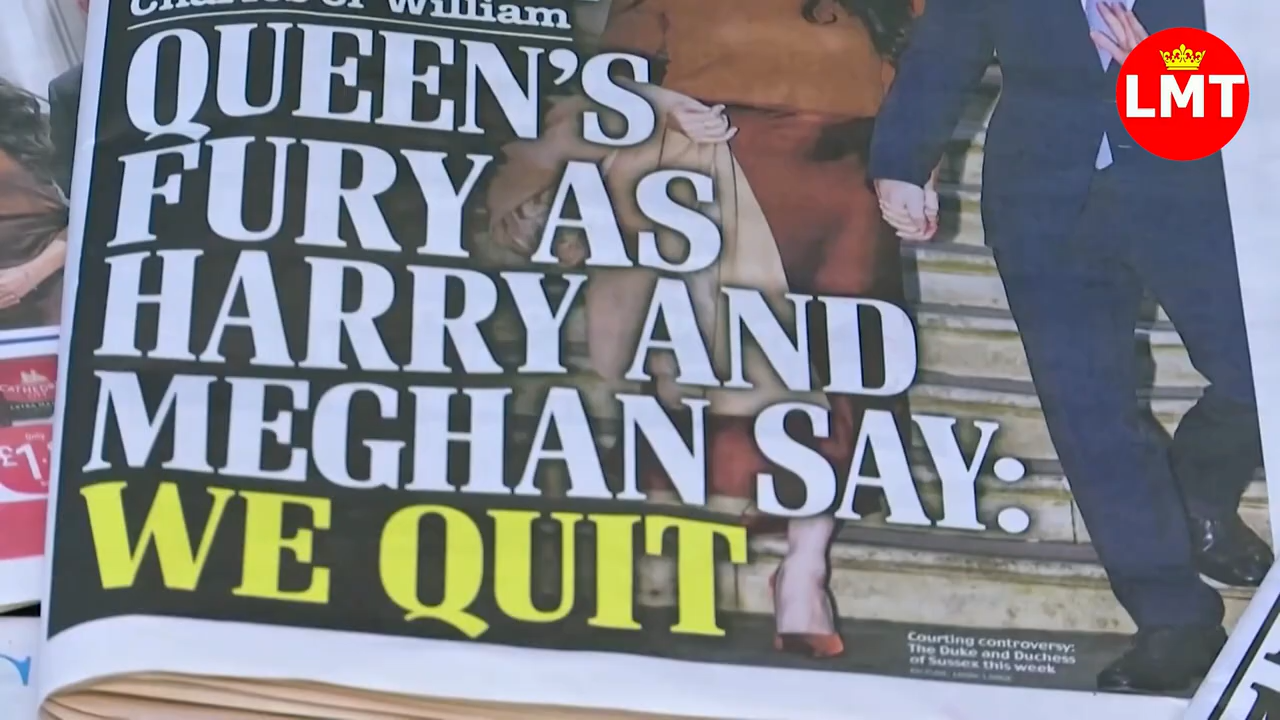 Charles or William
QUEEN'S
FURY AS
HARRY AND
MEGHAN SAY:
WE QUIT
Courting controversy:
The Duke and Duchess
of Sussex this week
LMT
£1